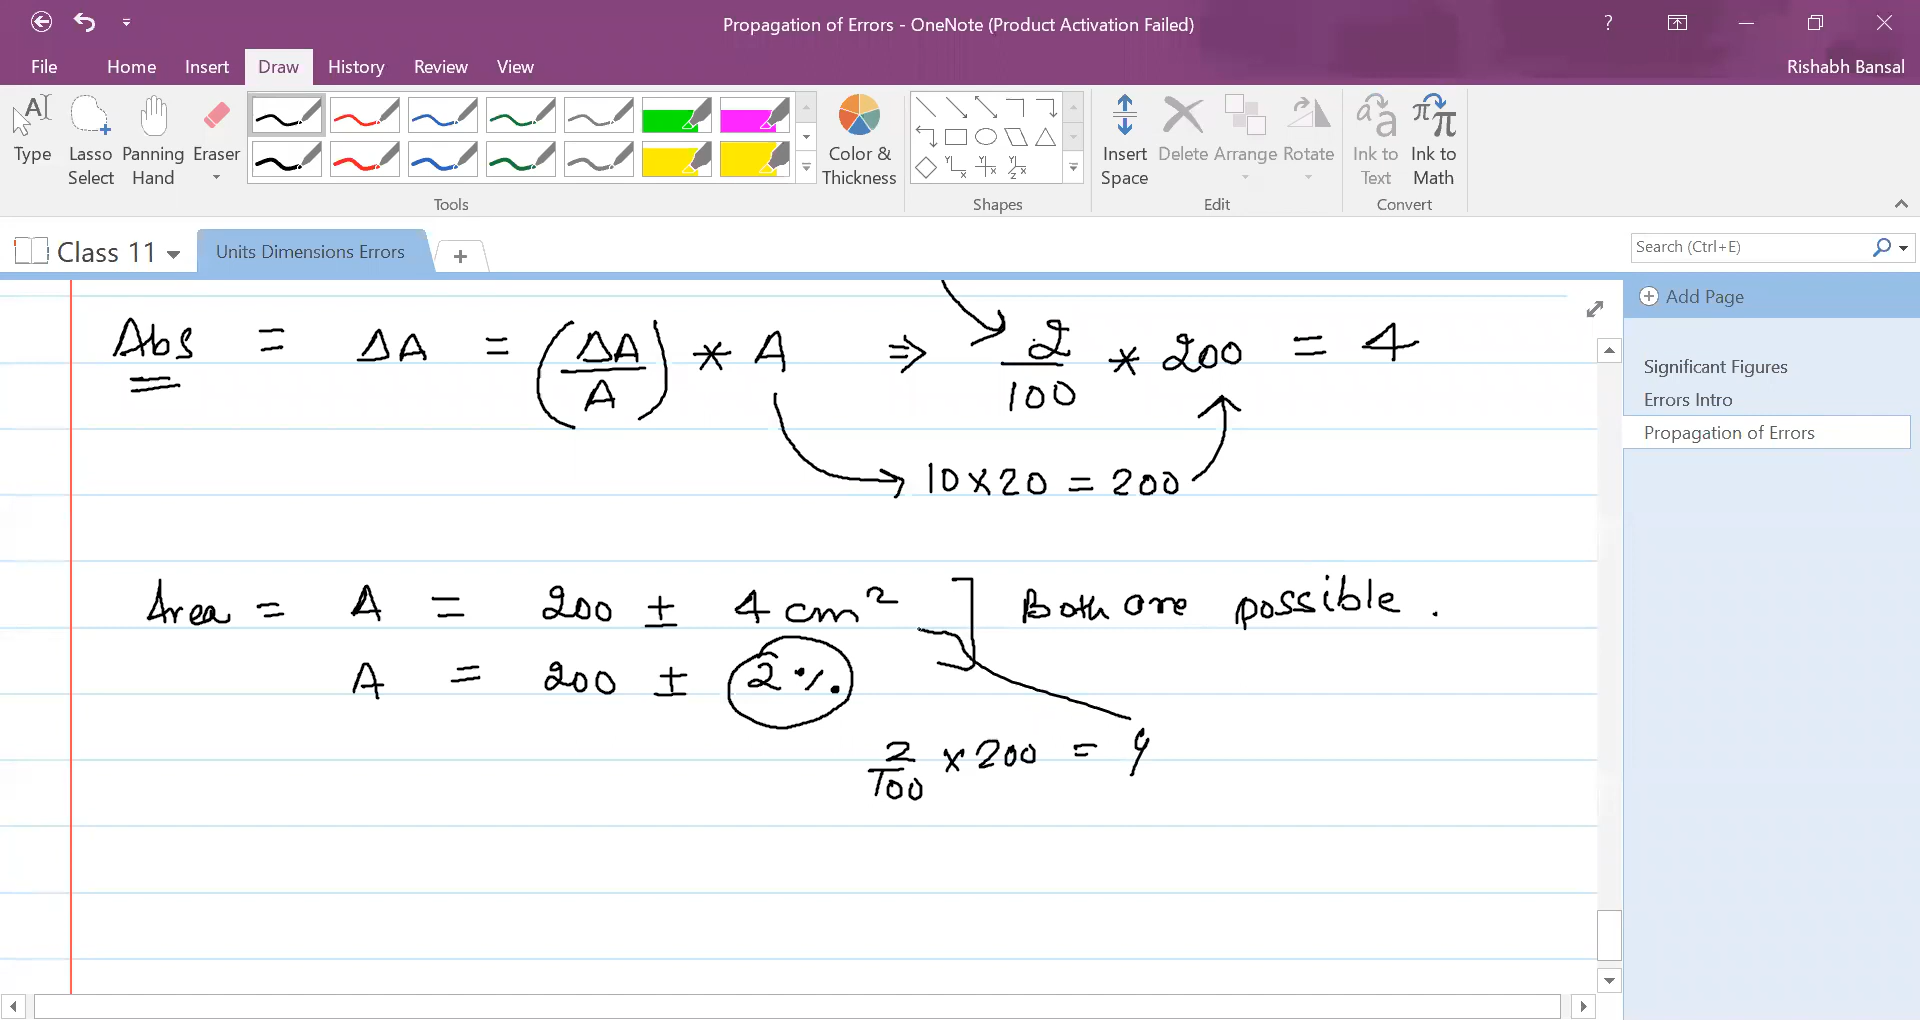 Propagation of Errors - OneNote (Product Activation Failed)
File Home Insert Draw History Review View Rishabh Bansal
Type Lasso Select Panning Hand Eraser Color & Thickness Insert Space Delete Arrange Rotate Ink to Text Ink to Math
Tools Shapes Edit Convert
Class 11 Units Dimensions Errors Search (Ctrl+E)
Add Page
Significant Figures
Errors Intro
Propagation of Errors
Abs = ΔA = (ΔA/A) * A ⇒ 2/100 * 200 = 4
10 × 20 = 200
Area = A = 200 ± 4 cm² ] Both are possible.
A = 200 ± 2 %.
2/100 × 200 = 4